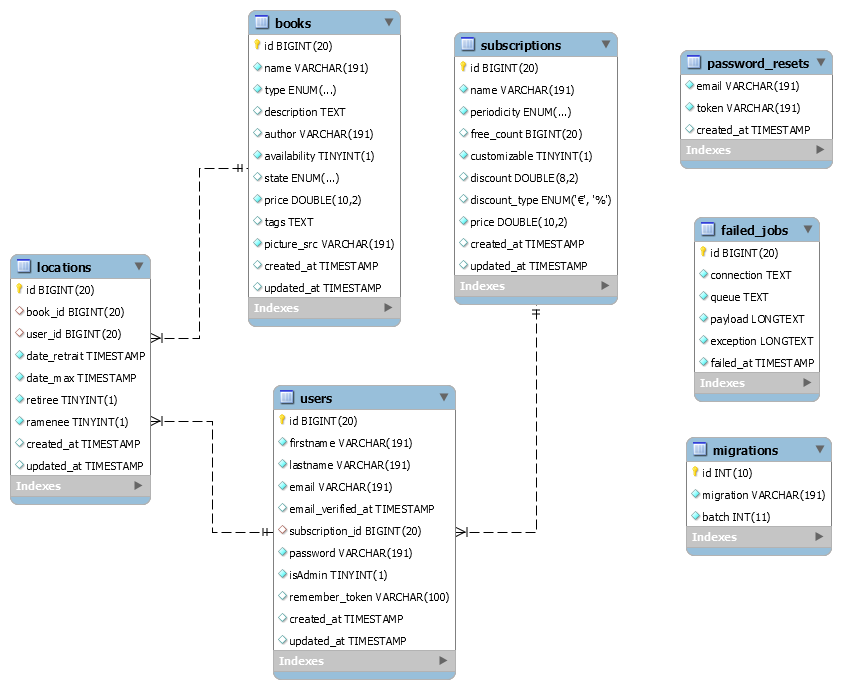 books
id BIGINT(20)
name VARCHAR(191)
type ENUM(...)
description TEXT
author VARCHAR(191)
availability TINYINT(1)
state ENUM(...)
price DOUBLE(10,2)
tags TEXT
picture_src VARCHAR(191)
created_at TIMESTAMP
updated_at TIMESTAMP
Indexes
subscriptions
id BIGINT(20)
name VARCHAR(191)
periodicity ENUM(...)
free_count BIGINT(20)
customizable TINYINT(1)
discount DOUBLE(8,2)
discount_type ENUM('€', '%')
price DOUBLE(10,2)
created_at TIMESTAMP
updated_at TIMESTAMP
Indexes
password_resets
email VARCHAR(191)
token VARCHAR(191)
created_at TIMESTAMP
Indexes
failed_jobs
id BIGINT(20)
connection TEXT
queue TEXT
payload LONGTEXT
exception LONGTEXT
failed_at TIMESTAMP
Indexes
locations
id BIGINT(20)
book_id BIGINT(20)
user_id BIGINT(20)
date_retrait TIMESTAMP
date_max TIMESTAMP
retiree TINYINT(1)
ramenee TINYINT(1)
created_at TIMESTAMP
updated_at TIMESTAMP
Indexes
users
id BIGINT(20)
firstname VARCHAR(191)
lastname VARCHAR(191)
email VARCHAR(191)
email_verified_at TIMESTAMP
subscription_id BIGINT(20)
password VARCHAR(191)
isAdmin TINYINT(1)
remember_token VARCHAR(100)
created_at TIMESTAMP
updated_at TIMESTAMP
Indexes
migrations
id INT(10)
migration VARCHAR(191)
batch INT(11)
Indexes